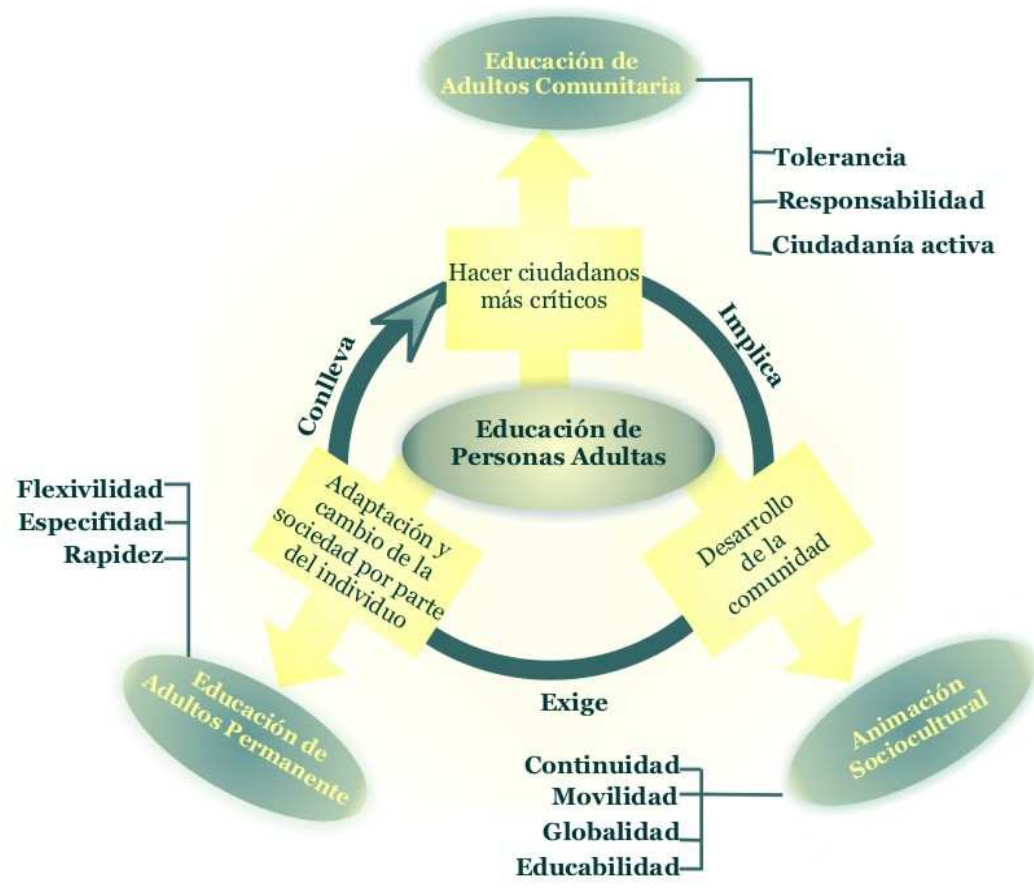 Educación de
Adultos Comunitaria
Tolerancia
Responsabilidad
Ciudadanía activa
Hacer ciudadanos
más críticos
Implica
Conlleva
Educación de
Personas Adultas
Flexivilidad
Especifidad
Rapidez
Adaptación y
cambio de la
sociedad por parte
del individuo
Desarrollo
de la
comunidad
Exige
Educación de
Adultos Permanente
Animación
Sociocultural
Continuidad
Movilidad
Globalidad
Educabilidad